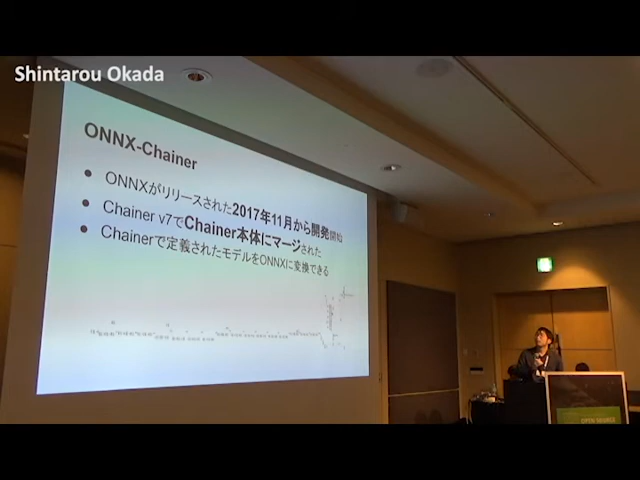 Shintarou Okada
ONNX-Chainer
● ONNXがリリースされた2017年11月から開発開始
● Chainer v7でChainer本体にマージされた
● Chainerで定義されたモデルをONNXに変換できる
OPEN SOURCE